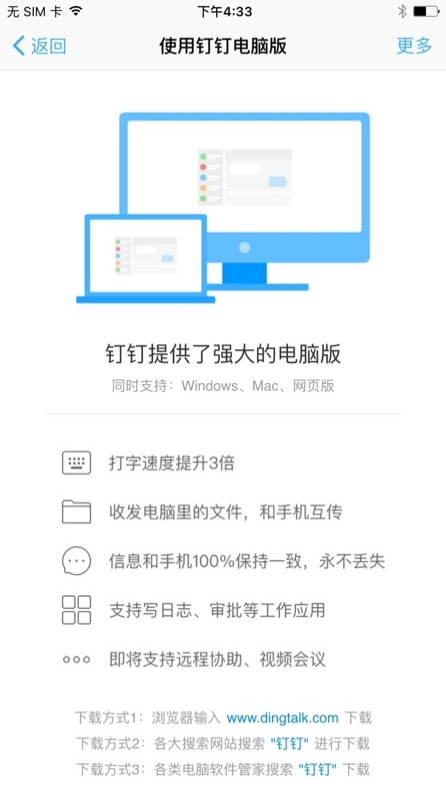 无 SIM 卡 下午4:33
返回 使用钉钉电脑版 更多
钉钉提供了强大的电脑版
同时支持：Windows、Mac、网页版
打字速度提升3倍
收发电脑里的文件，和手机互传
信息和手机100%保持一致，永不丢失
支持写日志、审批等工作应用
即将支持远程协助、视频会议
下载方式1：浏览器输入 www.dingtalk.com 下载
下载方式2：各大搜索网站搜索 "钉钉" 进行下载
下载方式3：各类电脑软件管家搜索 "钉钉" 下载